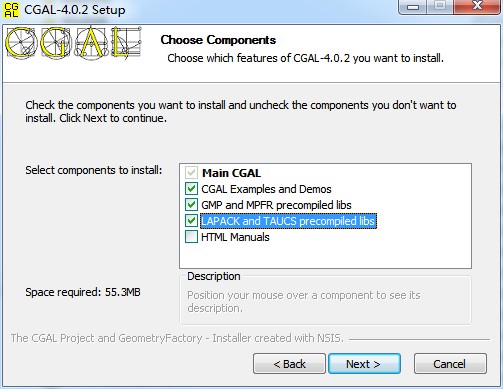 CG
AL
CGAL-4.0.2 Setup
CGAL
Choose Components
Choose which features of CGAL-4.0.2 you want to install.
Check the components you want to install and uncheck the components you don't want to
install. Click Next to continue.
Select components to install:
Main CGAL
CGAL Examples and Demos
GMP and MPFR precompiled libs
LAPACK and TAUCS precompiled libs
HTML Manuals
Space required: 55.3MB
Description
Position your mouse over a component to see its
description.
The CGAL Project and GeometryFactory - Installer created with NSIS.
< Back
Next >
Cancel